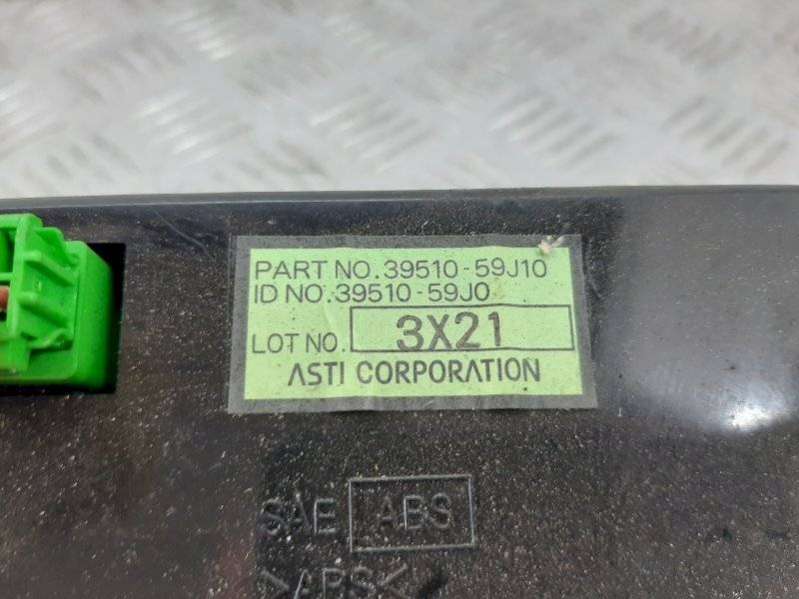 PART NO.39510-59J10
ID NO.39510-59J0
LOT NO. 3X21
ASTI CORPORATION
SAE ABS
>ABS<